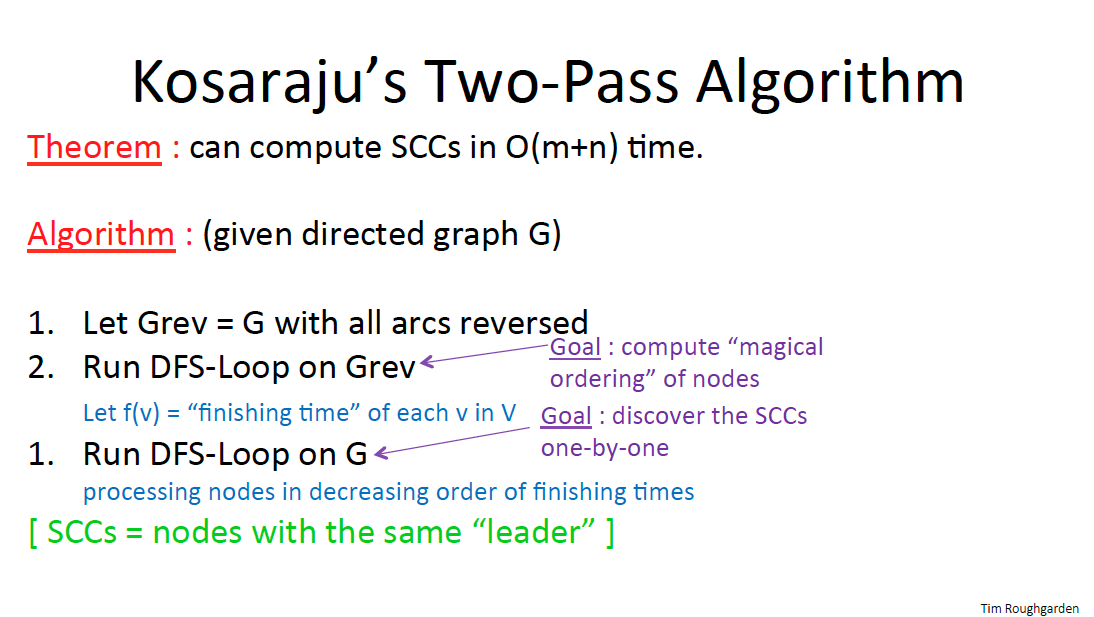 Kosaraju’s Two-Pass Algorithm
Theorem : can compute SCCs in O(m+n) time.
Algorithm : (given directed graph G)
1. Let Grev = G with all arcs reversed
2. Run DFS-Loop on Grev
Goal : compute “magical
ordering” of nodes
Let f(v) = “finishing time” of each v in V
Goal : discover the SCCs
one-by-one
1. Run DFS-Loop on G
processing nodes in decreasing order of finishing times
[ SCCs = nodes with the same “leader” ]
Tim Roughgarden